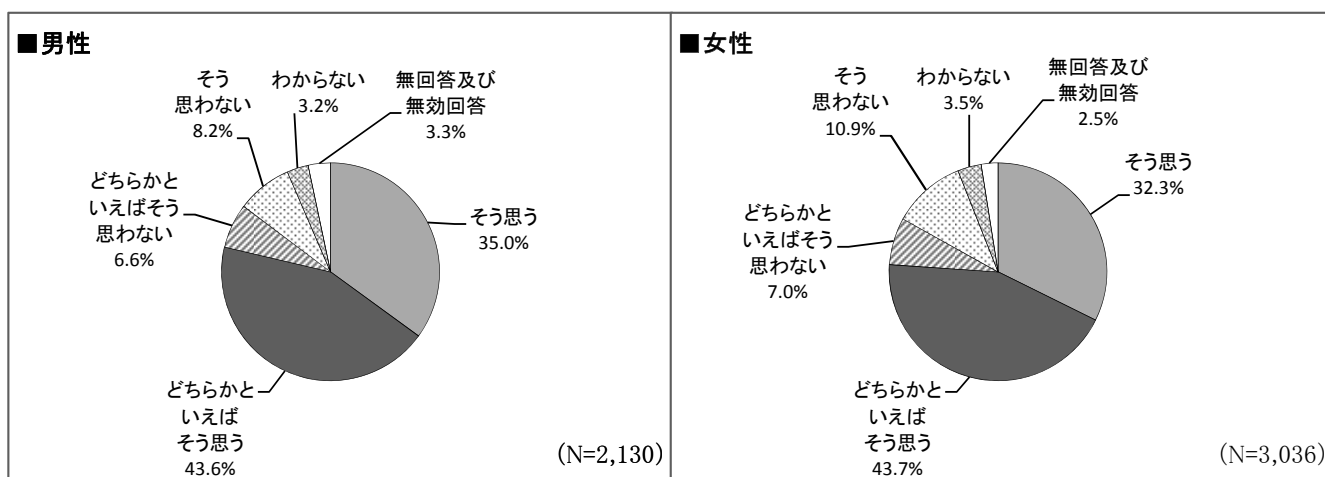 ■男性
そう
思わない
8.2%
わからない
3.2%
無回答及び
無効回答
3.3%
どちらかと
いえばそう
思わない
6.6%
そう思う
35.0%
どちらかと
いえば
そう思う
43.6%
(N=2,130)
■女性
そう
思わない
10.9%
わからない
3.5%
無回答及び
無効回答
2.5%
そう思う
32.3%
どちらかと
いえばそう
思わない
7.0%
どちらかと
いえば
そう思う
43.7%
(N=3,036)